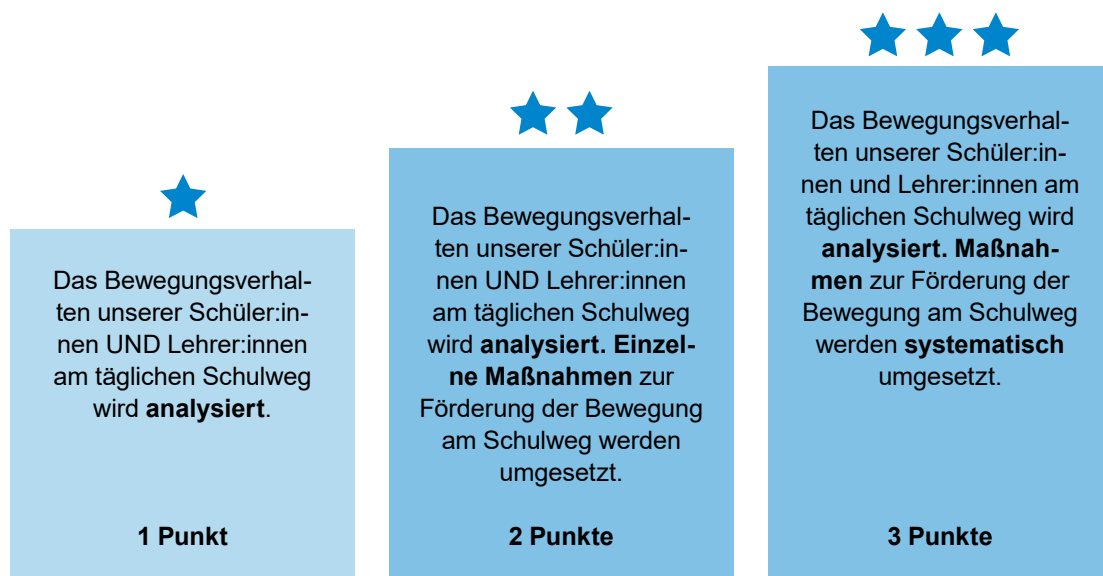 Das Bewegungsverhal-
ten unserer Schüler:in-
nen UND Lehrer:innen
am täglichen Schulweg
wird analysiert.
1 Punkt
Das Bewegungsverhal-
ten unserer Schüler:in-
nen UND Lehrer:innen
am täglichen Schulweg
wird analysiert. Einzel-
ne Maßnahmen zur
Förderung der Bewegung
am Schulweg werden
umgesetzt.
2 Punkte
Das Bewegungsverhal-
ten unserer Schüler:in-
nen und Lehrer:innen am
täglichen Schulweg wird
analysiert. Maßnah-
men zur Förderung der
Bewegung am Schulweg
werden systematisch
umgesetzt.
3 Punkte